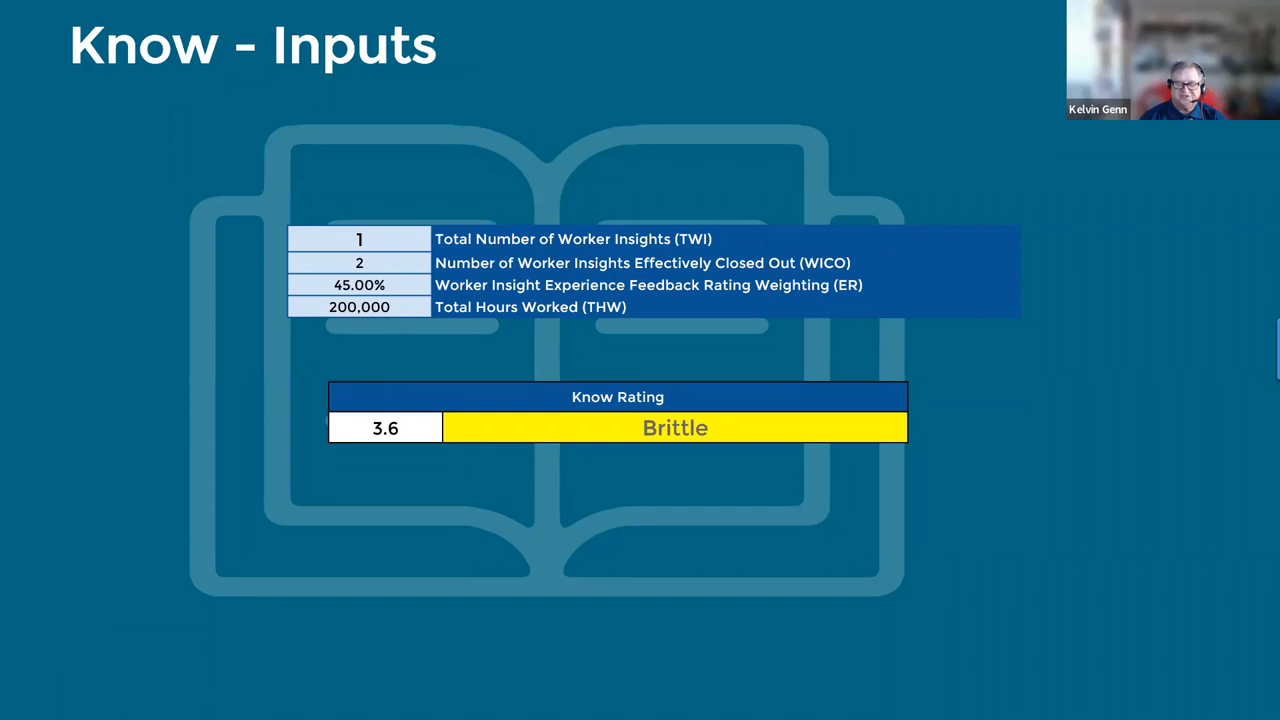 Know - Inputs
Kelvin Genn
1 Total Number of Worker Insights (TWI)
2 Number of Worker Insights Effectively Closed Out (WICO)
45.00% Worker Insight Experience Feedback Rating Weighting (ER)
200,000 Total Hours Worked (THW)
Know Rating
3.6 Brittle